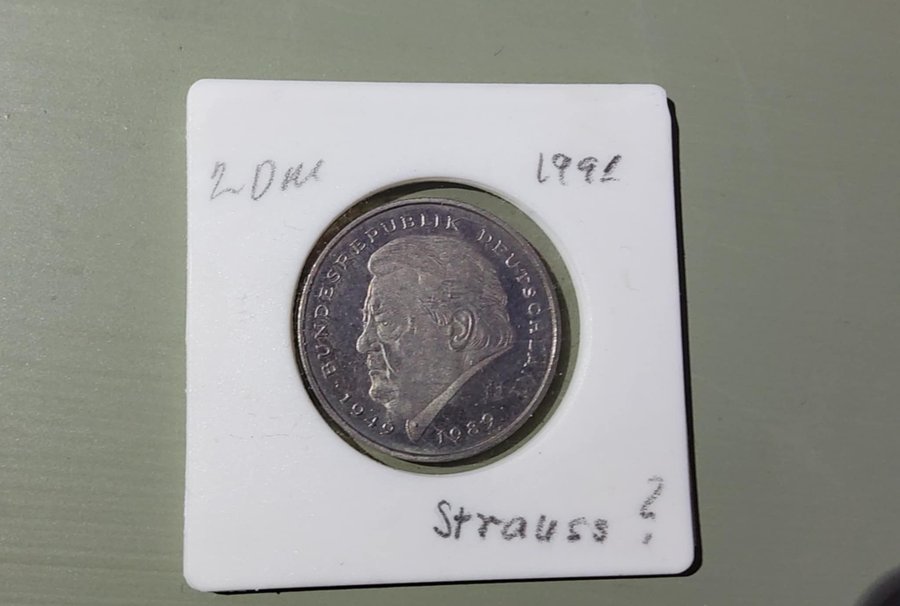 2 DM 1991
BUNDESREPUBLIK DEUTSCHLAND
1949 1989
Strauss ?